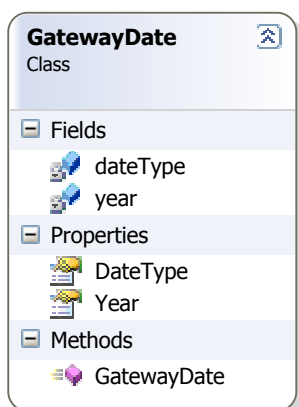 GatewayDate
Class
Fields
dateType
year
Properties
DateType
Year
Methods
GatewayDate